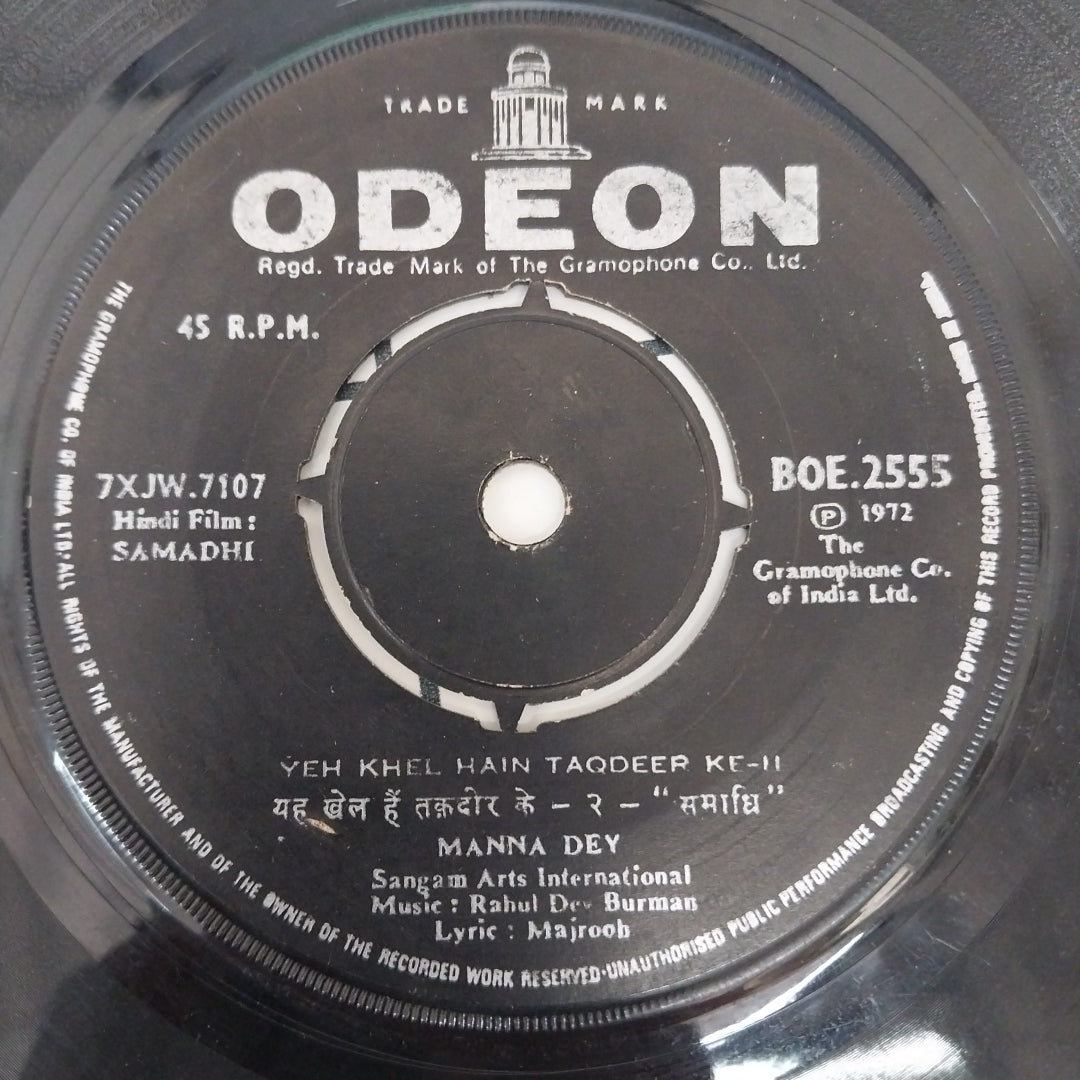 TRADE MARK
ODEON
Regd. Trade Mark of The Gramophone Co., Ltd.
45 R.P.M.
7XJW.7107
Hindi Film :
SAMADHI
BOE.2555
Ⓟ 1972
The
Gramophone Co.
of India Ltd.
YEH KHEL HAIN TAQDEER KE-II
यह खेल हैं तक़दीर के – २ – “समाधि”
MANNA DEY
Sangam Arts International
Music : Rahul Dev Burman
Lyric : Majrooh
THE GRAMOPHONE CO. OF INDIA LTD·ALL RIGHTS OF THE MANUFACTURER AND OF THE OWNER OF THE RECORDED WORK RESERVED·UNAUTHORISED PUBLIC PERFORMANCE BROADCASTING AND COPYING OF THIS RECORD PROHIBITED. MADE IN INDIA